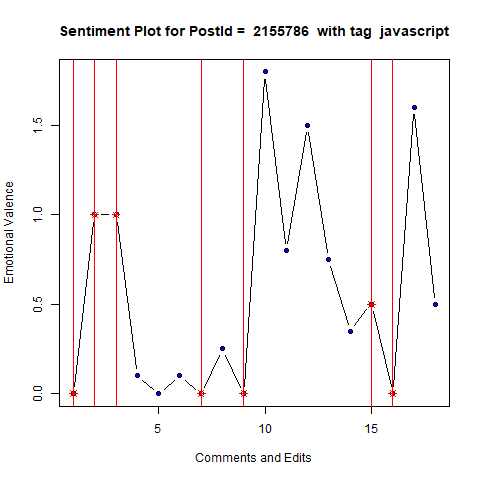 Sentiment Plot for PostId =  2155786  with tag  javascript
Emotional Valence
1.5
1.0
0.5
0.0
5 10 15
Comments and Edits